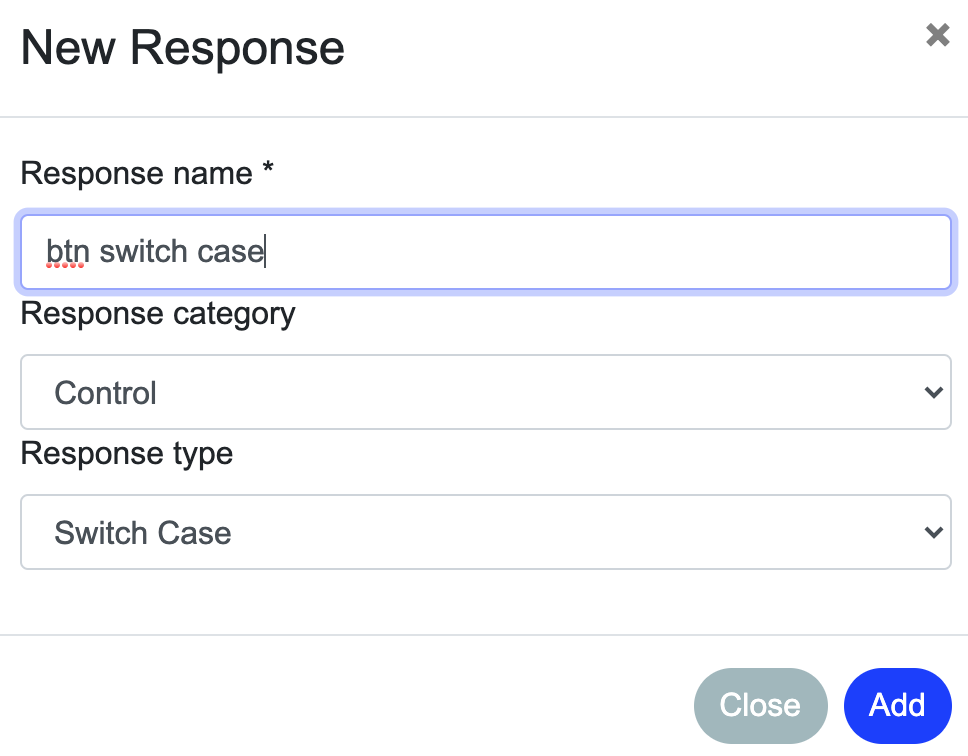 New Response
Response name *
btn switch case
Response category
Control
Response type
Switch Case
Close
Add